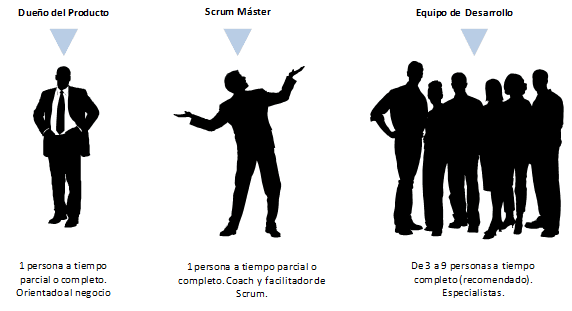 Dueño del Producto
Scrum Máster
Equipo de Desarrollo
1 persona a tiempo
parcial o completo.
Orientado al negocio
1 persona a tiempo parcial o
completo. Coach y facilitador de
Scrum.
De 3 a 9 personas a tiempo
completo (recomendado).
Especialistas.